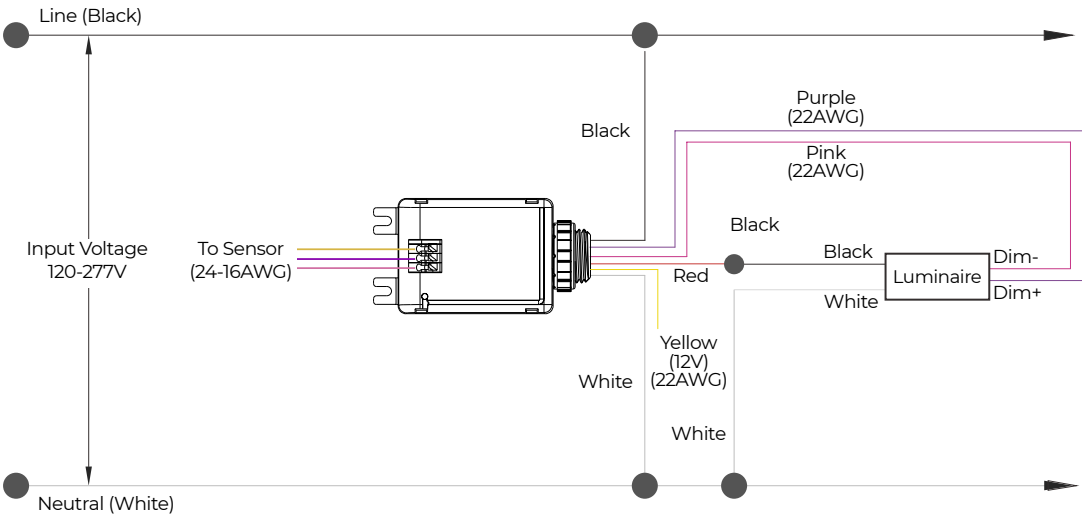 Line (Black)
Purple
(22AWG)
Black
Pink
(22AWG)
Black
Input Voltage
120-277V
To Sensor
(24-16AWG)
Red
Black
Luminaire
Dim-
White
Dim+
Yellow
(12V)
(22AWG)
White
White
Neutral (White)